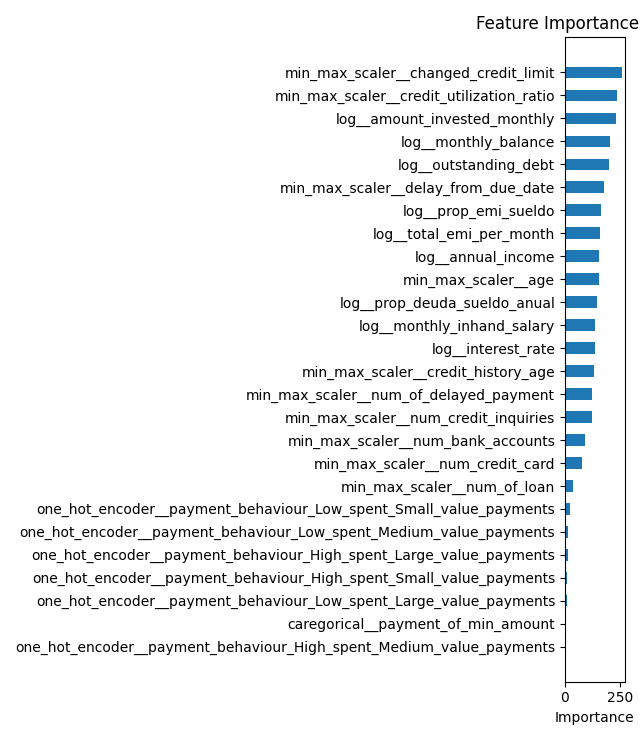 Feature Importance
min_max_scaler__changed_credit_limit
min_max_scaler__credit_utilization_ratio
log__amount_invested_monthly
log__monthly_balance
log__outstanding_debt
min_max_scaler__delay_from_due_date
log__prop_emi_sueldo
log__total_emi_per_month
log__annual_income
min_max_scaler__age
log__prop_deuda_sueldo_anual
log__monthly_inhand_salary
log__interest_rate
min_max_scaler__credit_history_age
min_max_scaler__num_of_delayed_payment
min_max_scaler__num_credit_inquiries
min_max_scaler__num_bank_accounts
min_max_scaler__num_credit_card
min_max_scaler__num_of_loan
one_hot_encoder__payment_behaviour_Low_spent_Small_value_payments
one_hot_encoder__payment_behaviour_Low_spent_Medium_value_payments
one_hot_encoder__payment_behaviour_High_spent_Large_value_payments
one_hot_encoder__payment_behaviour_High_spent_Small_value_payments
one_hot_encoder__payment_behaviour_Low_spent_Large_value_payments
caregorical__payment_of_min_amount
one_hot_encoder__payment_behaviour_High_spent_Medium_value_payments
0 250
Importance